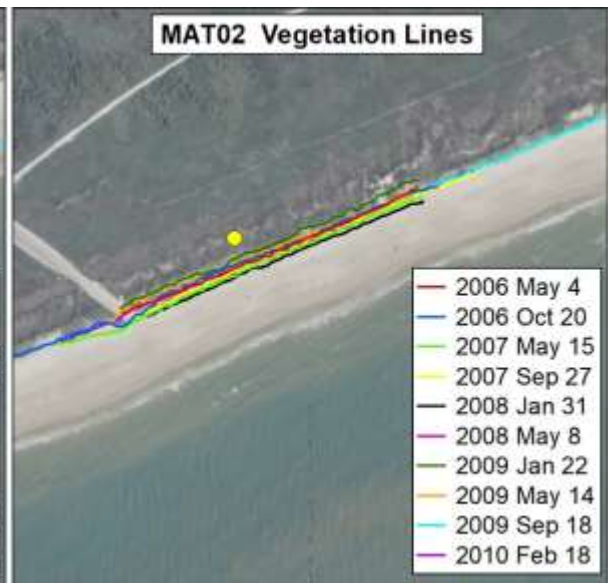 MAT02 Vegetation Lines
2006 May 4
2006 Oct 20
2007 May 15
2007 Sep 27
2008 Jan 31
2008 May 8
2009 Jan 22
2009 May 14
2009 Sep 18
2010 Feb 18